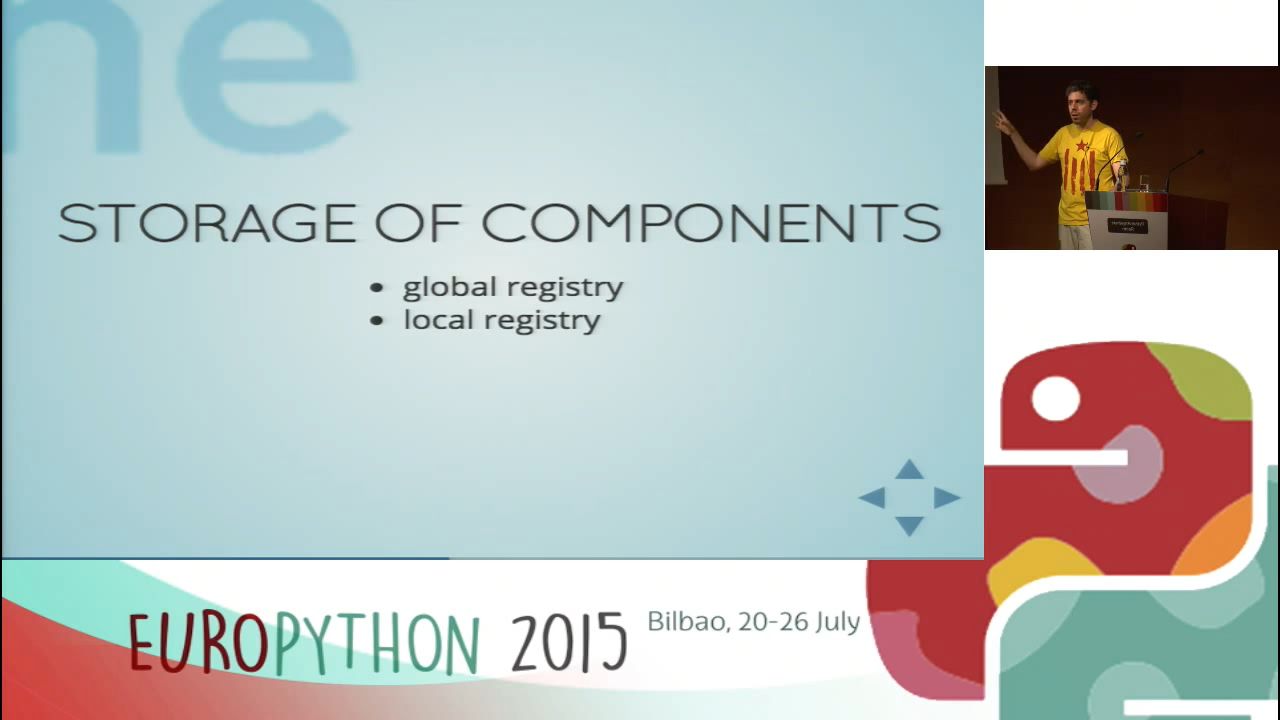 ne
STORAGE OF COMPONENTS
• global registry
• local registry
EUROPYTHON 2015
Bilbao, 20-26 July